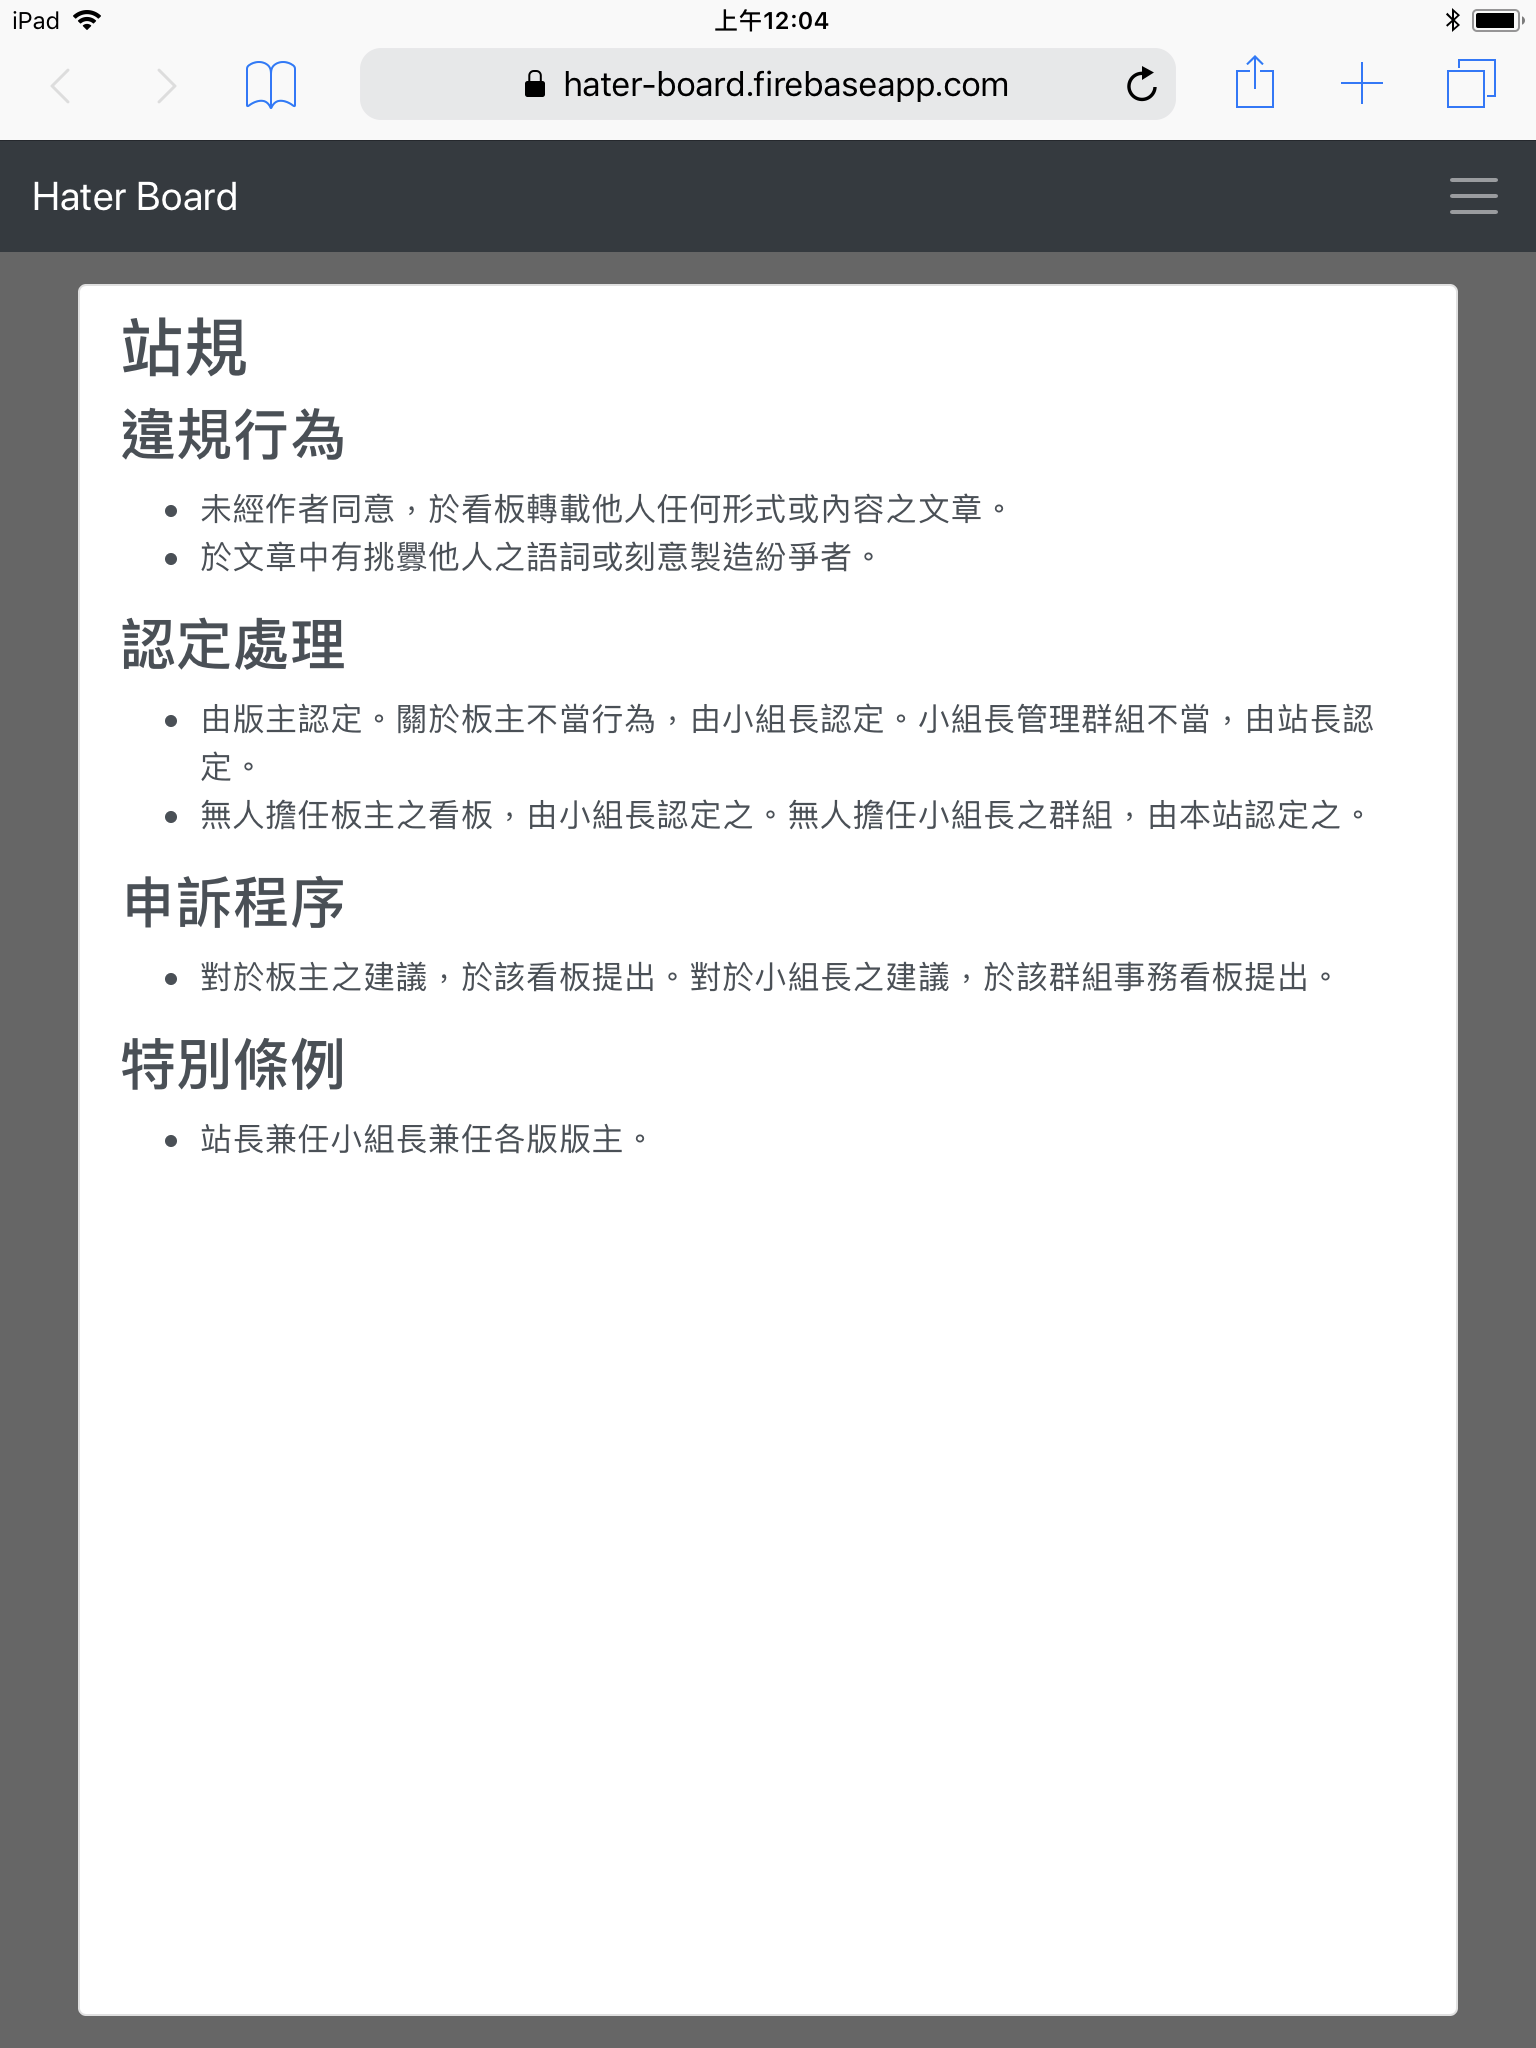 iPad
上午12:04
hater-board.firebaseapp.com
Hater Board
站規
違規行為
未經作者同意，於看板轉載他人任何形式或內容之文章。
於文章中有挑釁他人之語詞或刻意製造紛爭者。
認定處理
由版主認定。關於板主不當行為，由小組長認定。小組長管理群組不當，由站長認
定。
無人擔任板主之看板，由小組長認定之。無人擔任小組長之群組，由本站認定之。
申訴程序
對於板主之建議，於該看板提出。對於小組長之建議，於該群組事務看板提出。
特別條例
站長兼任小組長兼任各版版主。